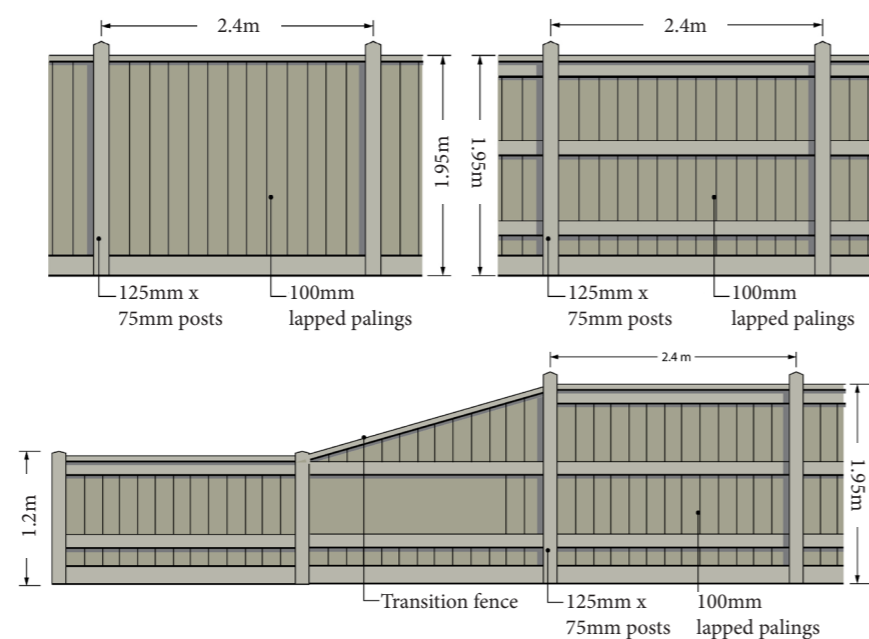 2.4m
1.95m
125mm x
75mm posts
100mm
lapped palings
2.4m
1.95m
125mm x
75mm posts
100mm
lapped palings
2.4 m
1.2m
1.95m
Transition fence
125mm x
75mm posts
100mm
lapped palings